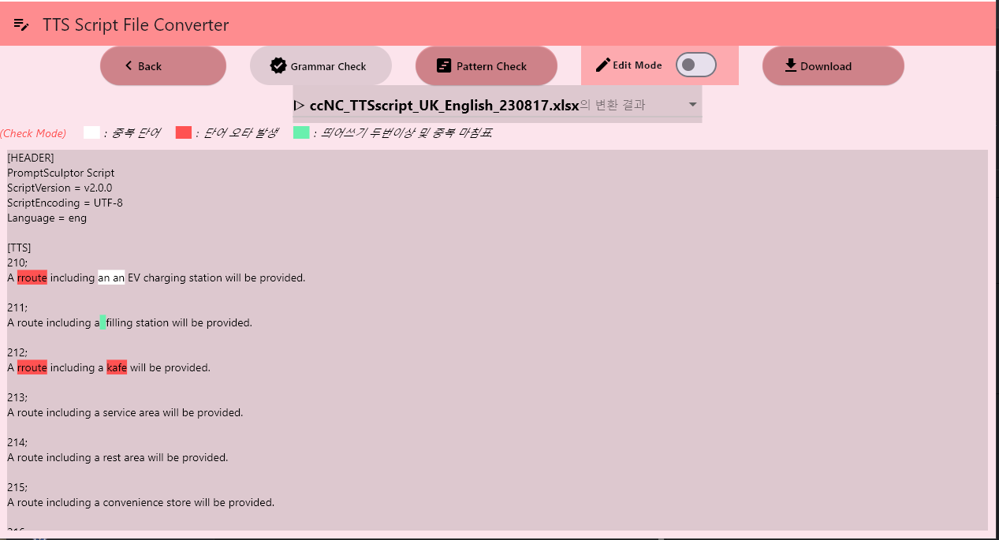 TTS Script File Converter
Back
Grammar Check
Pattern Check
Edit Mode
Download
ccNC_TTSscript_UK_English_230817.xlsx의 변환 결과
(Check Mode) : 중복 단어 : 단어 오타 발생 : 띄어쓰기 두번이상 및 중복 마침표.
[HEADER]
PromptSculptor Script
ScriptVersion = v2.0.0
ScriptEncoding = UTF-8
Language = eng
[TTS]
210;
A rroute including an an EV charging station will be provided.
211;
A route including a  filling station will be provided.
212;
A rroute including a kafe will be provided.
213;
A route including a service area will be provided.
214;
A route including a rest area will be provided.
215;
A route including a convenience store will be provided.